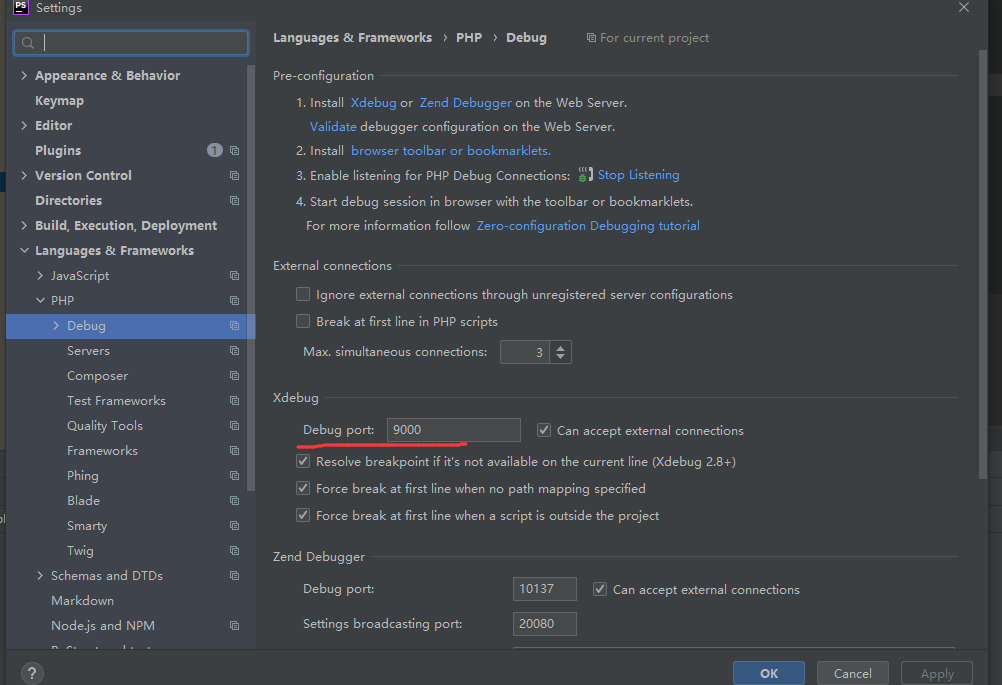 PS Settings
Languages & Frameworks › PHP › Debug For current project
Appearance & Behavior
Keymap
Editor
Plugins 1
Version Control
Directories
Build, Execution, Deployment
Languages & Frameworks
JavaScript
PHP
Debug
Servers
Composer
Test Frameworks
Quality Tools
Frameworks
Phing
Blade
Smarty
Twig
Schemas and DTDs
Markdown
Node.js and NPM
Pre-configuration
1. Install Xdebug or Zend Debugger on the Web Server.
Validate debugger configuration on the Web Server.
2. Install browser toolbar or bookmarklets.
3. Enable listening for PHP Debug Connections: Stop Listening
4. Start debug session in browser with the toolbar or bookmarklets.
For more information follow Zero-configuration Debugging tutorial
External connections
Ignore external connections through unregistered server configurations
Break at first line in PHP scripts
Max. simultaneous connections: 3
Xdebug
Debug port: 9000 Can accept external connections
Resolve breakpoint if it's not available on the current line (Xdebug 2.8+)
Force break at first line when no path mapping specified
Force break at first line when a script is outside the project
Zend Debugger
Debug port: 10137 Can accept external connections
Settings broadcasting port: 20080
? OK Cancel Apply